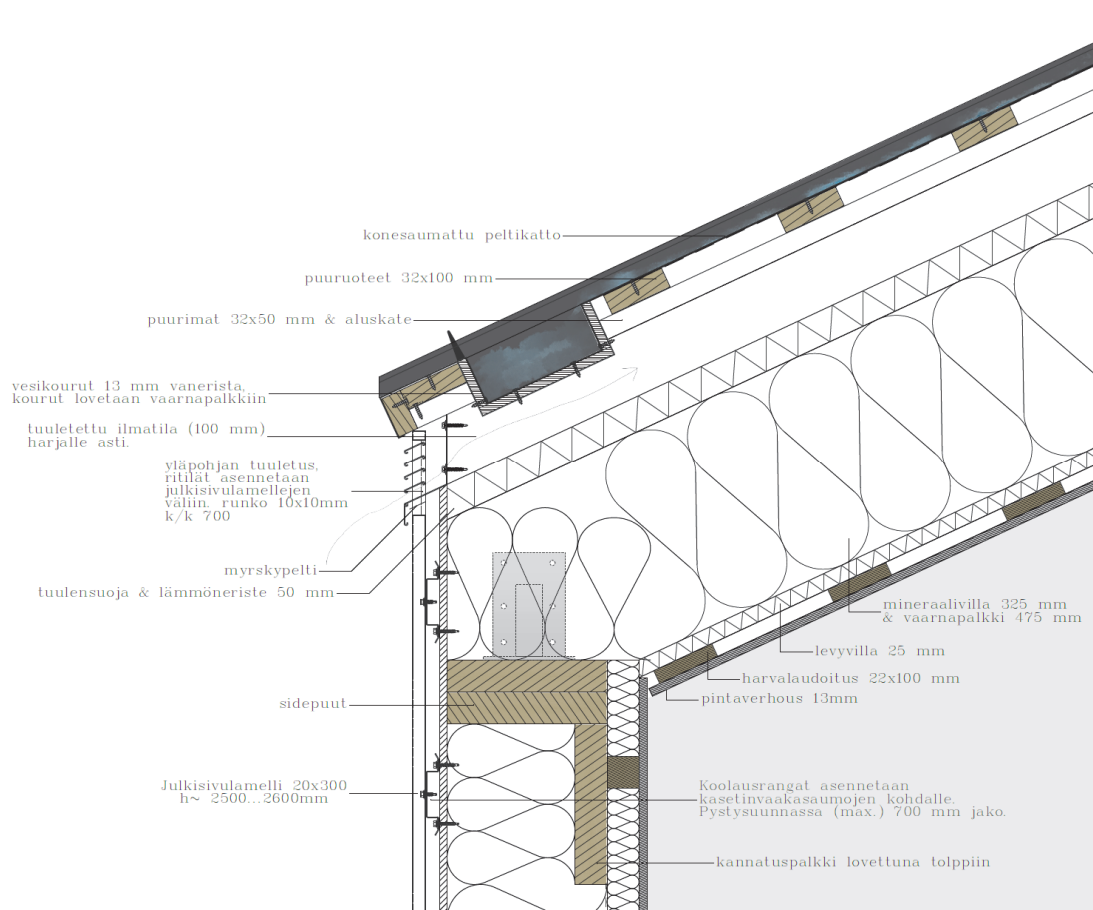 konesaumattu peltikatto
puuruoteet 32x100 mm
puurimat 32x50 mm & aluskate
vesikourut 13 mm vanerista,
kourut lovetaan vaarnapalkkiin
tuuletettu ilmatila (100 mm)
harjalle asti.
yläpohjan tuuletus,
ritilät asennetaan
julkisivulamellejen
väliin. runko 10x10mm
k/k 700
myrskypelti
tuulensuoja & lämmöneriste 50 mm
mineraalivilla 325 mm
& vaarnapalkki 475 mm
levyvilla 25 mm
harvalaudoitus 22x100 mm
pintaverhous 13mm
sidepuut
Julkisivulamelli 20x300
h~ 2500...2600mm
Koolausrangat asennetaan
kasetinvaakasaumojen kohdalle.
Pystysuunnassa (max.) 700 mm jako.
kannatuspalkki lovettuna tolppiin